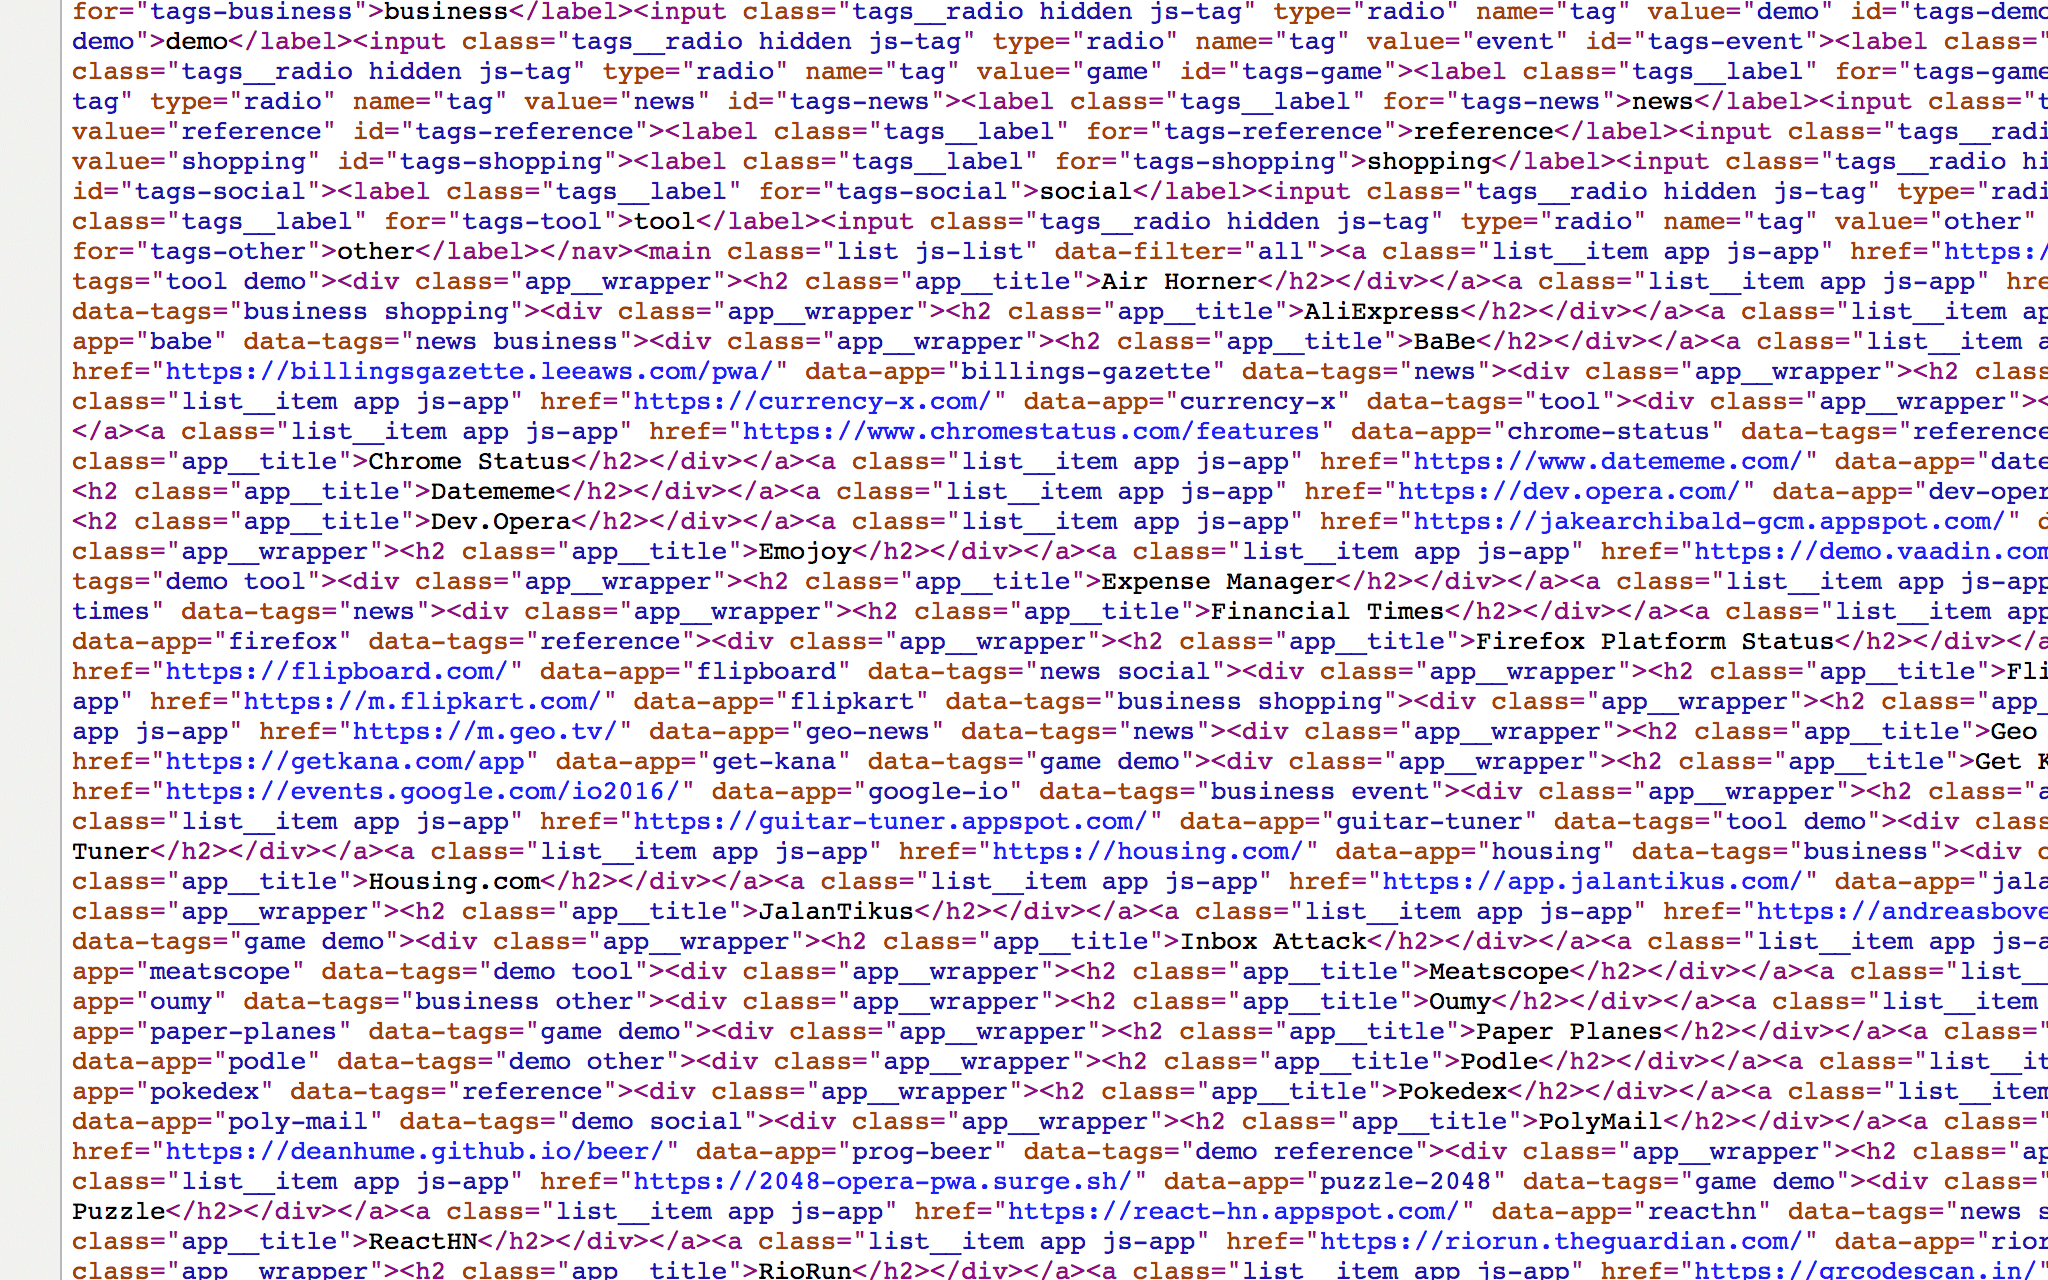 for="tags-business">business</label><input class="tags__radio hidden js-tag" type="radio" name="tag" value="demo" id="tags-demo
demo">demo</label><input class="tags__radio hidden js-tag" type="radio" name="tag" value="event" id="tags-event"><label class="
class="tags__radio hidden js-tag" type="radio" name="tag" value="game" id="tags-game"><label class="tags__label" for="tags-game
tag" type="radio" name="tag" value="news" id="tags-news"><label class="tags__label" for="tags-news">news</label><input class="t
value="reference" id="tags-reference"><label class="tags__label" for="tags-reference">reference</label><input class="tags__radi
value="shopping" id="tags-shopping"><label class="tags__label" for="tags-shopping">shopping</label><input class="tags__radio hi
id="tags-social"><label class="tags__label" for="tags-social">social</label><input class="tags__radio hidden js-tag" type="radi
class="tags__label" for="tags-tool">tool</label><input class="tags__radio hidden js-tag" type="radio" name="tag" value="other"
for="tags-other">other</label></nav><main class="list js-list" data-filter="all"><a class="list__item app js-app" href="https:/
tags="tool demo"><div class="app__wrapper"><h2 class="app__title">Air Horner</h2></div></a><a class="list__item app js-app" hre
data-tags="business shopping"><div class="app__wrapper"><h2 class="app__title">AliExpress</h2></div></a><a class="list__item ap
app="babe" data-tags="news business"><div class="app__wrapper"><h2 class="app__title">BaBe</h2></div></a><a class="list__item a
href="https://billingsgazette.leeaws.com/pwa/" data-app="billings-gazette" data-tags="news"><div class="app__wrapper"><h2 class
class="list__item app js-app" href="https://currency-x.com/" data-app="currency-x" data-tags="tool"><div class="app__wrapper"><
</a><a class="list__item app js-app" href="https://www.chromestatus.com/features" data-app="chrome-status" data-tags="reference
class="app__title">Chrome Status</h2></div></a><a class="list__item app js-app" href="https://www.datememe.com/" data-app="date
<h2 class="app__title">Datememe</h2></div></a><a class="list__item app js-app" href="https://dev.opera.com/" data-app="dev-oper
<h2 class="app__title">Dev.Opera</h2></div></a><a class="list__item app js-app" href="https://jakearchibald-gcm.appspot.com/" d
class="app__wrapper"><h2 class="app__title">Emojoy</h2></div></a><a class="list__item app js-app" href="https://demo.vaadin.com
tags="demo tool"><div class="app__wrapper"><h2 class="app__title">Expense Manager</h2></div></a><a class="list__item app js-app
times" data-tags="news"><div class="app__wrapper"><h2 class="app__title">Financial Times</h2></div></a><a class="list__item app
data-app="firefox" data-tags="reference"><div class="app__wrapper"><h2 class="app__title">Firefox Platform Status</h2></div></a
href="https://flipboard.com/" data-app="flipboard" data-tags="news social"><div class="app__wrapper"><h2 class="app__title">Fli
app" href="https://m.flipkart.com/" data-app="flipkart" data-tags="business shopping"><div class="app__wrapper"><h2 class="app_
app js-app" href="https://m.geo.tv/" data-app="geo-news" data-tags="news"><div class="app__wrapper"><h2 class="app__title">Geo
href="https://getkana.com/app" data-app="get-kana" data-tags="game demo"><div class="app__wrapper"><h2 class="app__title">Get K
href="https://events.google.com/io2016/" data-app="google-io" data-tags="business event"><div class="app__wrapper"><h2 class="a
class="list__item app js-app" href="https://guitar-tuner.appspot.com/" data-app="guitar-tuner" data-tags="tool demo"><div class
Tuner</h2></div></a><a class="list__item app js-app" href="https://housing.com/" data-app="housing" data-tags="business"><div c
class="app__title">Housing.com</h2></div></a><a class="list__item app js-app" href="https://app.jalantikus.com/" data-app="jala
class="app__wrapper"><h2 class="app__title">JalanTikus</h2></div></a><a class="list__item app js-app" href="https://andreasbove
data-tags="game demo"><div class="app__wrapper"><h2 class="app__title">Inbox Attack</h2></div></a><a class="list__item app js-a
app="meatscope" data-tags="demo tool"><div class="app__wrapper"><h2 class="app__title">Meatscope</h2></div></a><a class="list__
app="oumy" data-tags="business other"><div class="app__wrapper"><h2 class="app__title">Oumy</h2></div></a><a class="list__item
app="paper-planes" data-tags="game demo"><div class="app__wrapper"><h2 class="app__title">Paper Planes</h2></div></a><a class="
data-app="podle" data-tags="demo other"><div class="app__wrapper"><h2 class="app__title">Podle</h2></div></a><a class="list__it
app="pokedex" data-tags="reference"><div class="app__wrapper"><h2 class="app__title">Pokedex</h2></div></a><a class="list__item
data-app="poly-mail" data-tags="demo social"><div class="app__wrapper"><h2 class="app__title">PolyMail</h2></div></a><a class="
href="https://deanhume.github.io/beer/" data-app="prog-beer" data-tags="demo reference"><div class="app__wrapper"><h2 class="ap
class="list__item app js-app" href="https://2048-opera-pwa.surge.sh/" data-app="puzzle-2048" data-tags="game demo"><div class="
Puzzle</h2></div></a><a class="list__item app js-app" href="https://react-hn.appspot.com/" data-app="reacthn" data-tags="news s
class="app__title">ReactHN</h2></div></a><a class="list__item app js-app" href="https://riorun.theguardian.com/" data-app="rior
class="app__wrapper"><h2 class="app__title">RioRun</h2></div></a><a class="list__item app js-app" href="https://qrcodescan.in/"